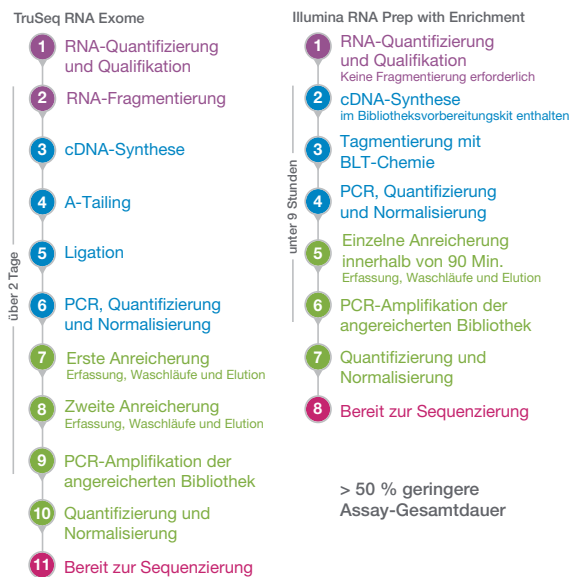 TruSeq RNA Exome
1
RNA-Quantifizierung
und Qualifikation
2
RNA-Fragmentierung
3
cDNA-Synthese
4
A-Tailing
5
Ligation
6
PCR, Quantifizierung
und Normalisierung
7
Erste Anreicherung
Erfassung, Waschläufe und Elution
8
Zweite Anreicherung
Erfassung, Waschläufe und Elution
9
PCR-Amplifikation der
angereicherten Bibliothek
10
Quantifizierung und
Normalisierung
11
Bereit zur Sequenzierung
über 2 Tage
Illumina RNA Prep with Enrichment
1
RNA-Quantifizierung
und Qualifikation
Keine Fragmentierung erforderlich
2
cDNA-Synthese
im Bibliotheksvorbereitungskit enthalten
3
Tagmentierung mit
BLT-Chemie
4
PCR, Quantifizierung
und Normalisierung
5
Einzelne Anreicherung
innerhalb von 90 Min.
Erfassung, Waschläufe und Elution
6
PCR-Amplifikation der
angereicherten Bibliothek
7
Quantifizierung und
Normalisierung
8
Bereit zur Sequenzierung
unter 9 Stunden
> 50 % geringere
Assay-Gesamtdauer